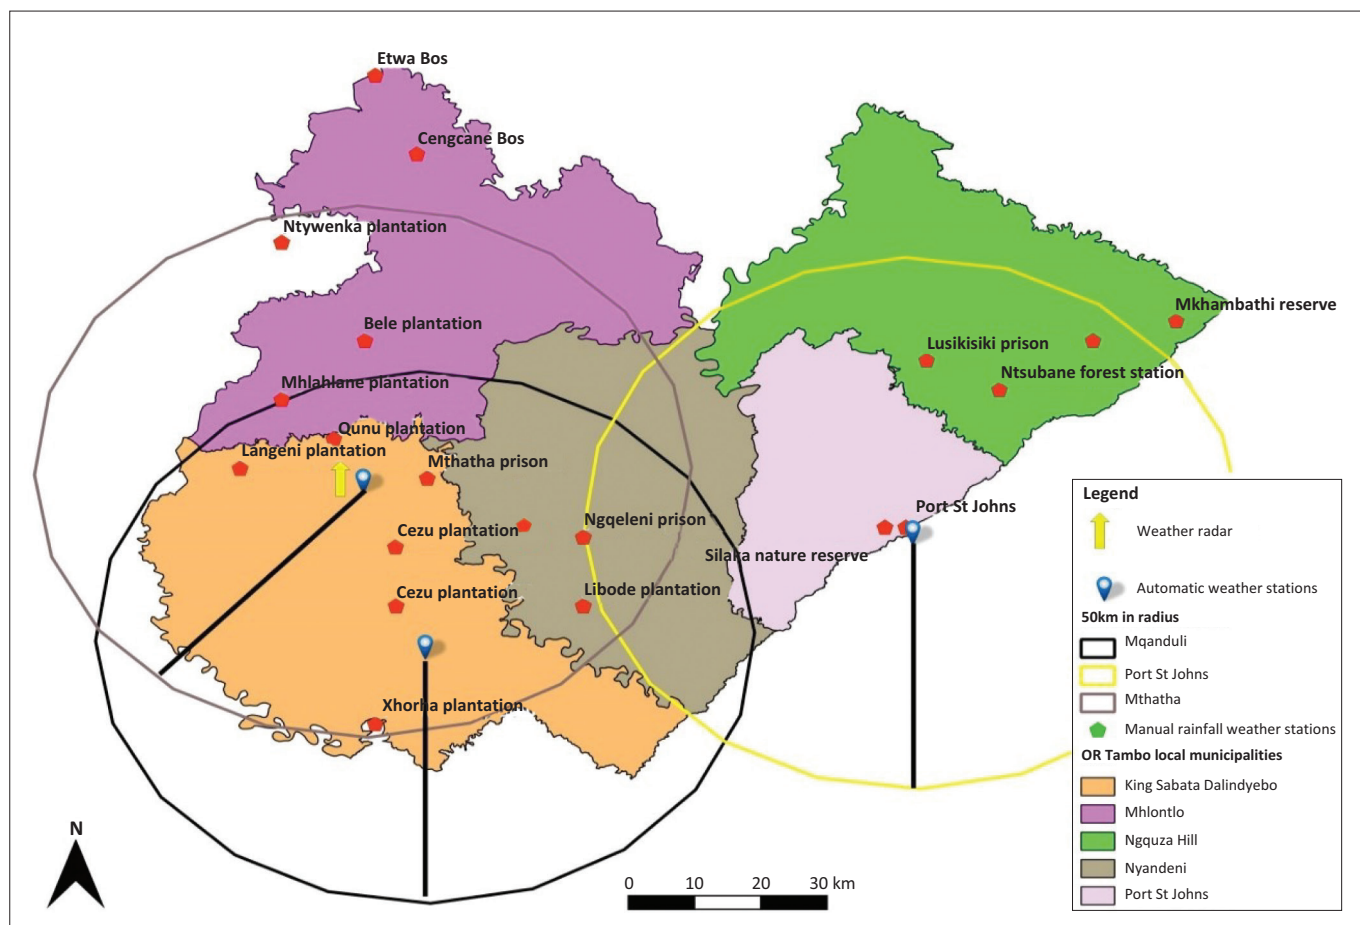 Etwa Bos
Cengcane Bos
Ntywenka plantation
Bele plantation
Mkhambathi reserve
Lusikisiki prison
Ntsubane forest station
Mhlahlane plantation
Qunu plantation
Langeni plantation
Mthatha prison
Cezu plantation
Ngqeleni prison
Port St Johns
Silaka nature reserve
Cezu plantation
Libode plantation
Xhorha plantation
N
0 10 20 30 km
Legend
Weather radar
Automatic weather stations
50km in radius
Mqanduli
Port St Johns
Mthatha
Manual rainfall weather stations
OR Tambo local municipalities
King Sabata Dalindyebo
Mhlontlo
Ngquza Hill
Nyandeni
Port St Johns